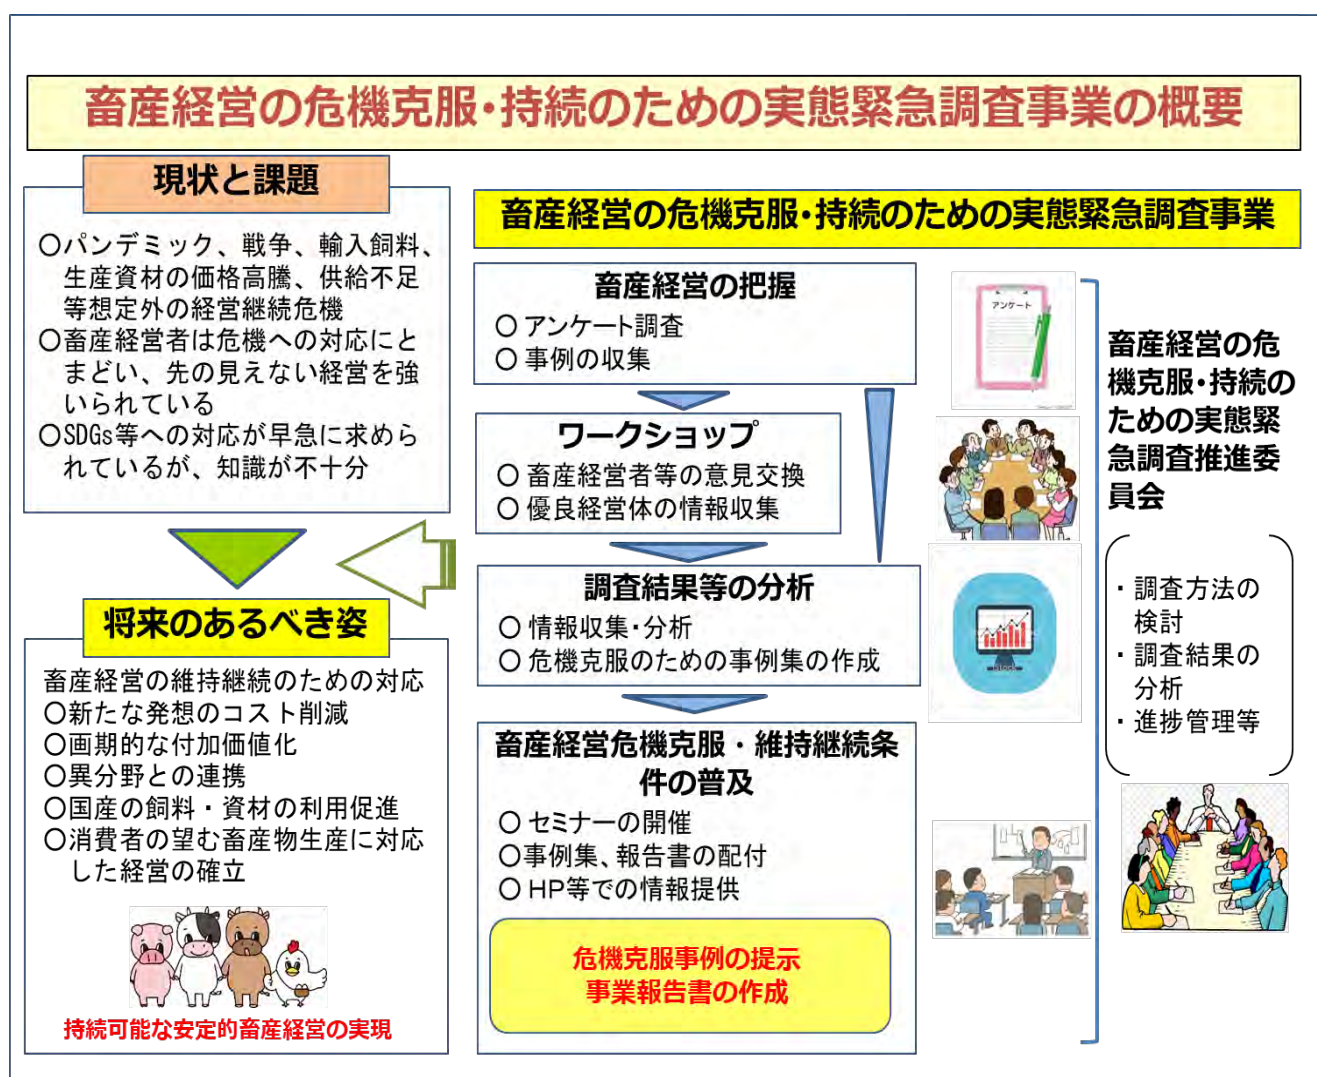 畜産経営の危機克服・持続のための実態緊急調査事業の概要
現状と課題
〇パンデミック、戦争、輸入飼料、
生産資材の価格高騰、供給不足
等想定外の経営継続危機
〇畜産経営者は危機への対応にと
まどい、先の見えない経営を強
いられている
〇SDGs等への対応が早急に求めら
れているが、知識が不十分
将来のあるべき姿
畜産経営の維持継続のための対応
〇新たな発想のコスト削減
〇画期的な付加価値化
〇異分野との連携
〇国産の飼料・資材の利用促進
〇消費者の望む畜産物生産に対応
した経営の確立
持続可能な安定的畜産経営の実現
畜産経営の危機克服・持続のための実態緊急調査事業
畜産経営の把握
〇 アンケート調査
〇 事例の収集
アンケート
ワークショップ
〇 畜産経営者等の意見交換
〇 優良経営体の情報収集
調査結果等の分析
〇 情報収集・分析
〇 危機克服のための事例集の作成
iStock
畜産経営危機克服・維持継続条
件の普及
〇 セミナーの開催
〇事例集、報告書の配付
〇 HP等での情報提供
危機克服事例の提示
事業報告書の作成
畜産経営の危
機克服・持続の
ための実態緊
急調査推進委
員会
・調査方法の
検討
・調査結果の
分析
・進捗管理等